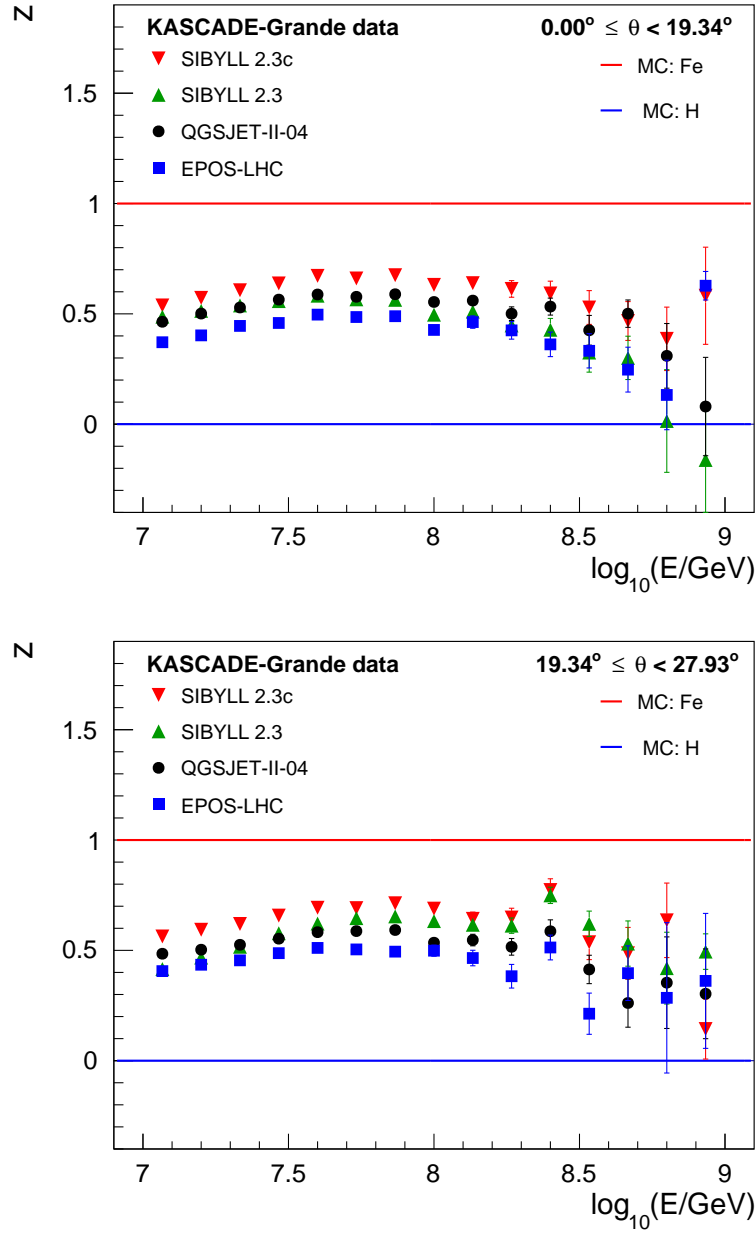 z
KASCADE-Grande data
0.00° ≤ θ < 19.34°
SIBYLL 2.3c
MC: Fe
SIBYLL 2.3
MC: H
QGSJET-II-04
EPOS-LHC
1.5
1
0.5
0
7 7.5 8 8.5 9
log₁₀(E/GeV)
z
KASCADE-Grande data
19.34° ≤ θ < 27.93°
SIBYLL 2.3c
MC: Fe
SIBYLL 2.3
MC: H
QGSJET-II-04
EPOS-LHC
1.5
1
0.5
0
7 7.5 8 8.5 9
log₁₀(E/GeV)